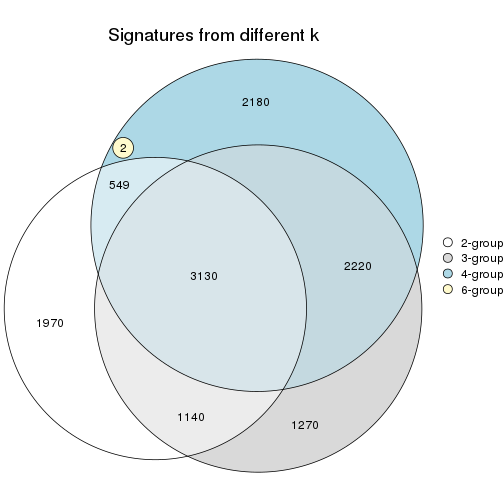 Signatures from different k
2180
2
549
2-group
3-group
2220
4-group
3130
6-group
1970
1140
1270